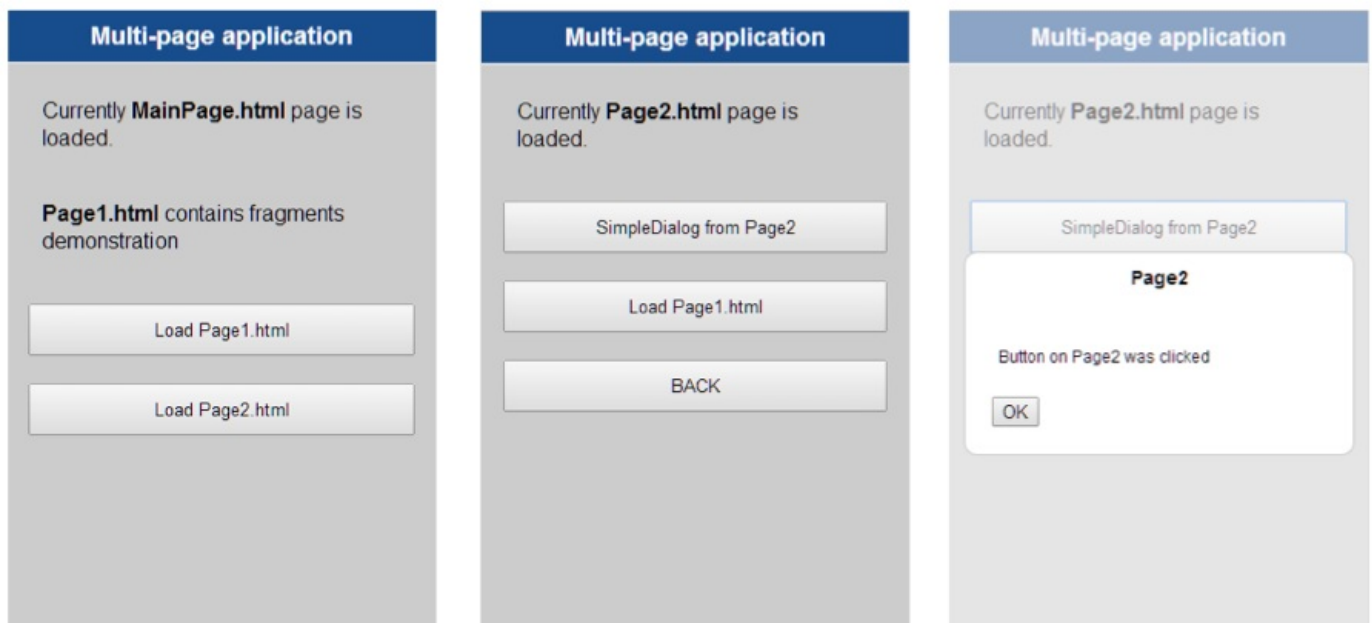 Multi-page application
Currently MainPage.html page is
loaded.
Page1.html contains fragments
demonstration
Load Page1.html
Load Page2.html
Multi-page application
Currently Page2.html page is
loaded.
SimpleDialog from Page2
Load Page1.html
BACK
Multi-page application
Currently Page2.html page is
loaded.
SimpleDialog from Page2
Page2
Button on Page2 was clicked
OK